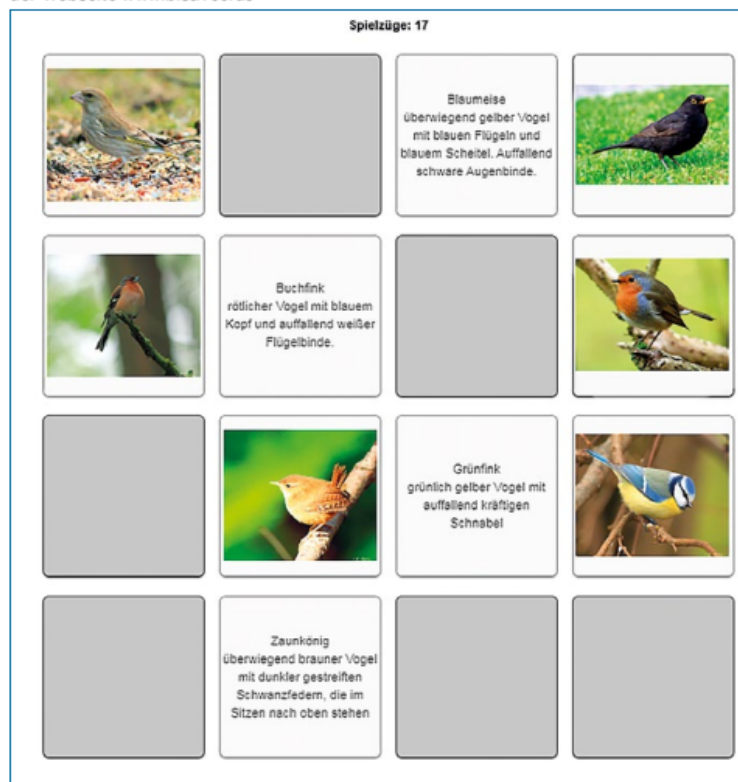 Spielzüge: 17
Blaumeise
überwiegend gelber Vogel
mit blauen Flügeln und
blauem Scheitel. Auffallend
schware Augenbinde.
Buchfink
rötlicher Vogel mit blauem
Kopf und auffallend weißer
Flügelbinde.
Grünfink
grünlich gelber Vogel mit
auffallend kräftigen
Schnabel
Zaunkönig
überwiegend brauner Vogel
mit dunkler gestreiften
Schwanzfedern, die im
Sitzen nach oben stehen